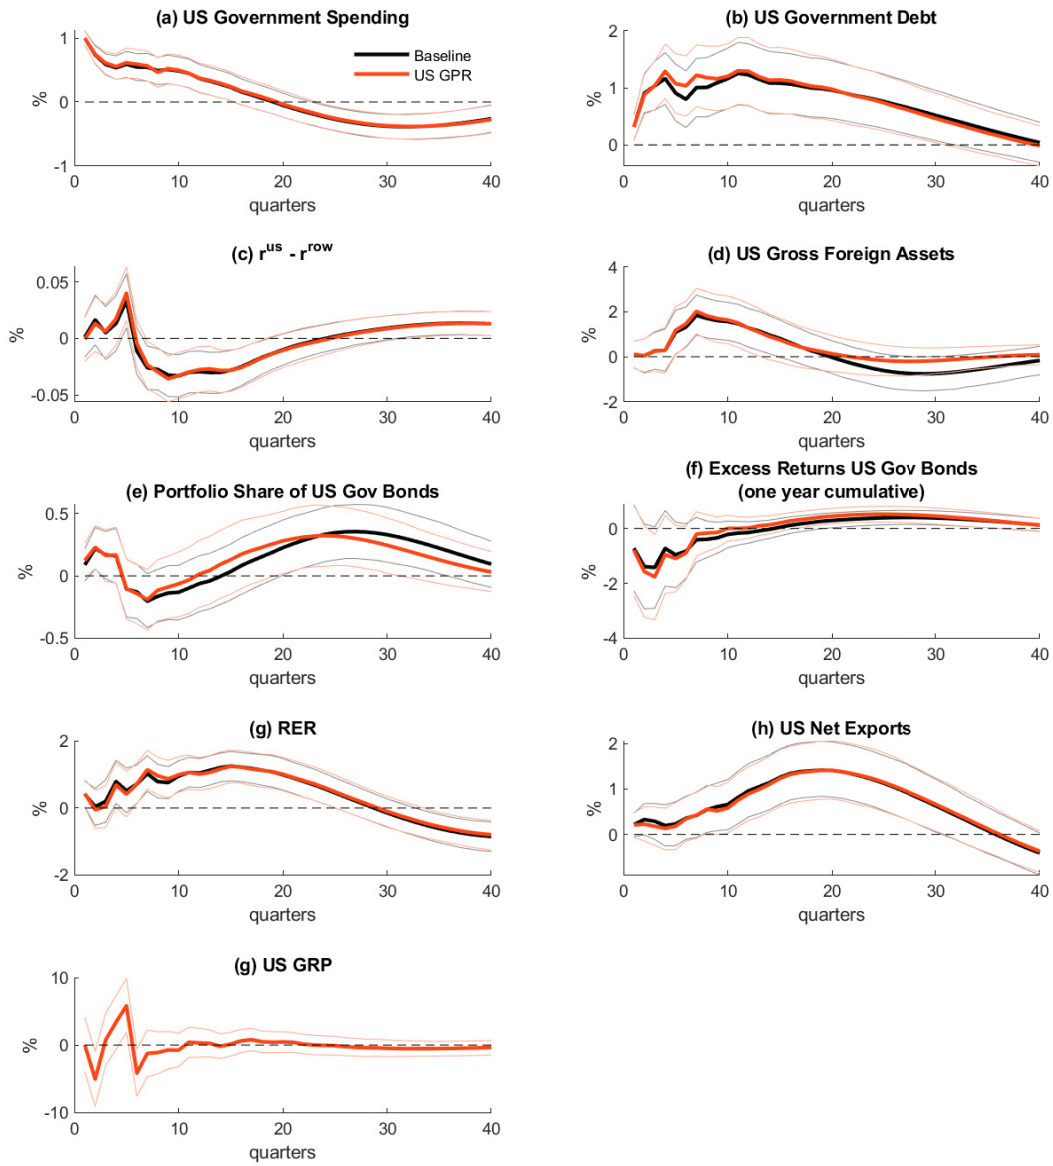 (a) US Government Spending
1
0
-1
%
0 10 20 30 40
quarters
Baseline
US GPR
(b) US Government Debt
2
1
0
%
0 10 20 30 40
quarters
(c) r^us - r^row
0.05
0
-0.05
%
0 10 20 30 40
quarters
(d) US Gross Foreign Assets
4
2
0
-2
%
0 10 20 30 40
quarters
(e) Portfolio Share of US Gov Bonds
0.5
0
-0.5
%
0 10 20 30 40
quarters
(f) Excess Returns US Gov Bonds
(one year cumulative)
0
-2
-4
%
0 10 20 30 40
quarters
(g) RER
2
0
-2
%
0 10 20 30 40
quarters
(h) US Net Exports
2
1
0
%
0 10 20 30 40
quarters
(g) US GRP
10
0
-10
%
0 10 20 30 40
quarters